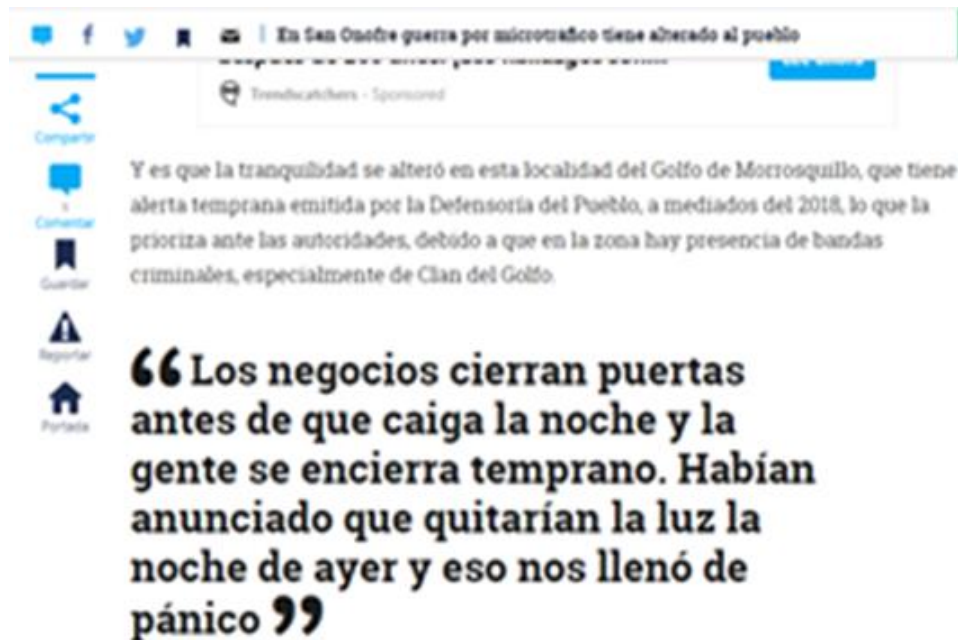 En San Onofre guerra por microtráfico tiene alterado al pueblo
Trendscatchers - Sponsored
Compartir
Comentar
Guardar
Reportar
Portada
Y es que la tranquilidad se alteró en esta localidad del Golfo de Morrosquillo, que tiene
alerta temprana emitida por la Defensoría del Pueblo, a mediados del 2018, lo que la
prioriza ante las autoridades, debido a que en la zona hay presencia de bandas
criminales, especialmente de Clan del Golfo.
“ Los negocios cierran puertas
antes de que caiga la noche y la
gente se encierra temprano. Habían
anunciado que quitarían la luz la
noche de ayer y eso nos llenó de
pánico ”